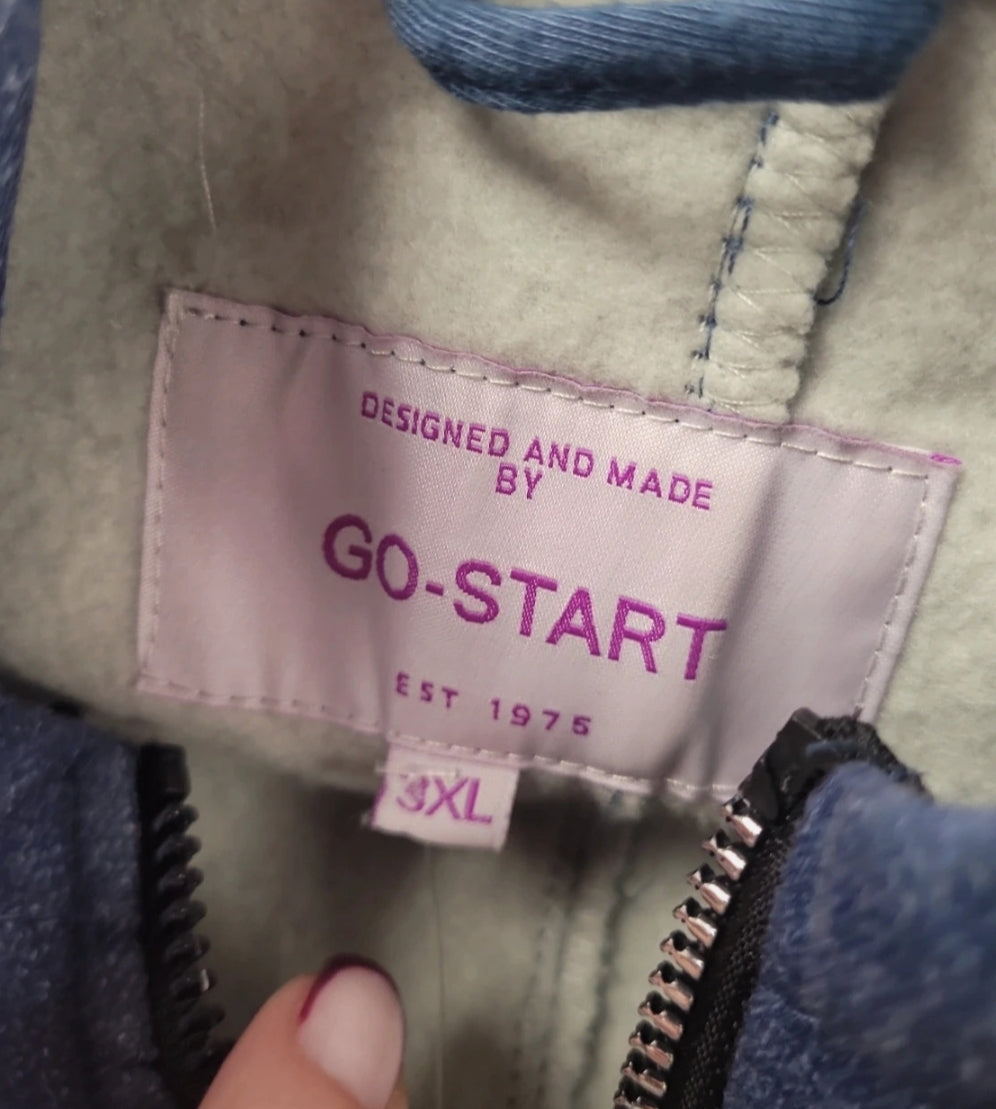 DESIGNED AND MADE
BY
GO-START
EST 1975
3XL